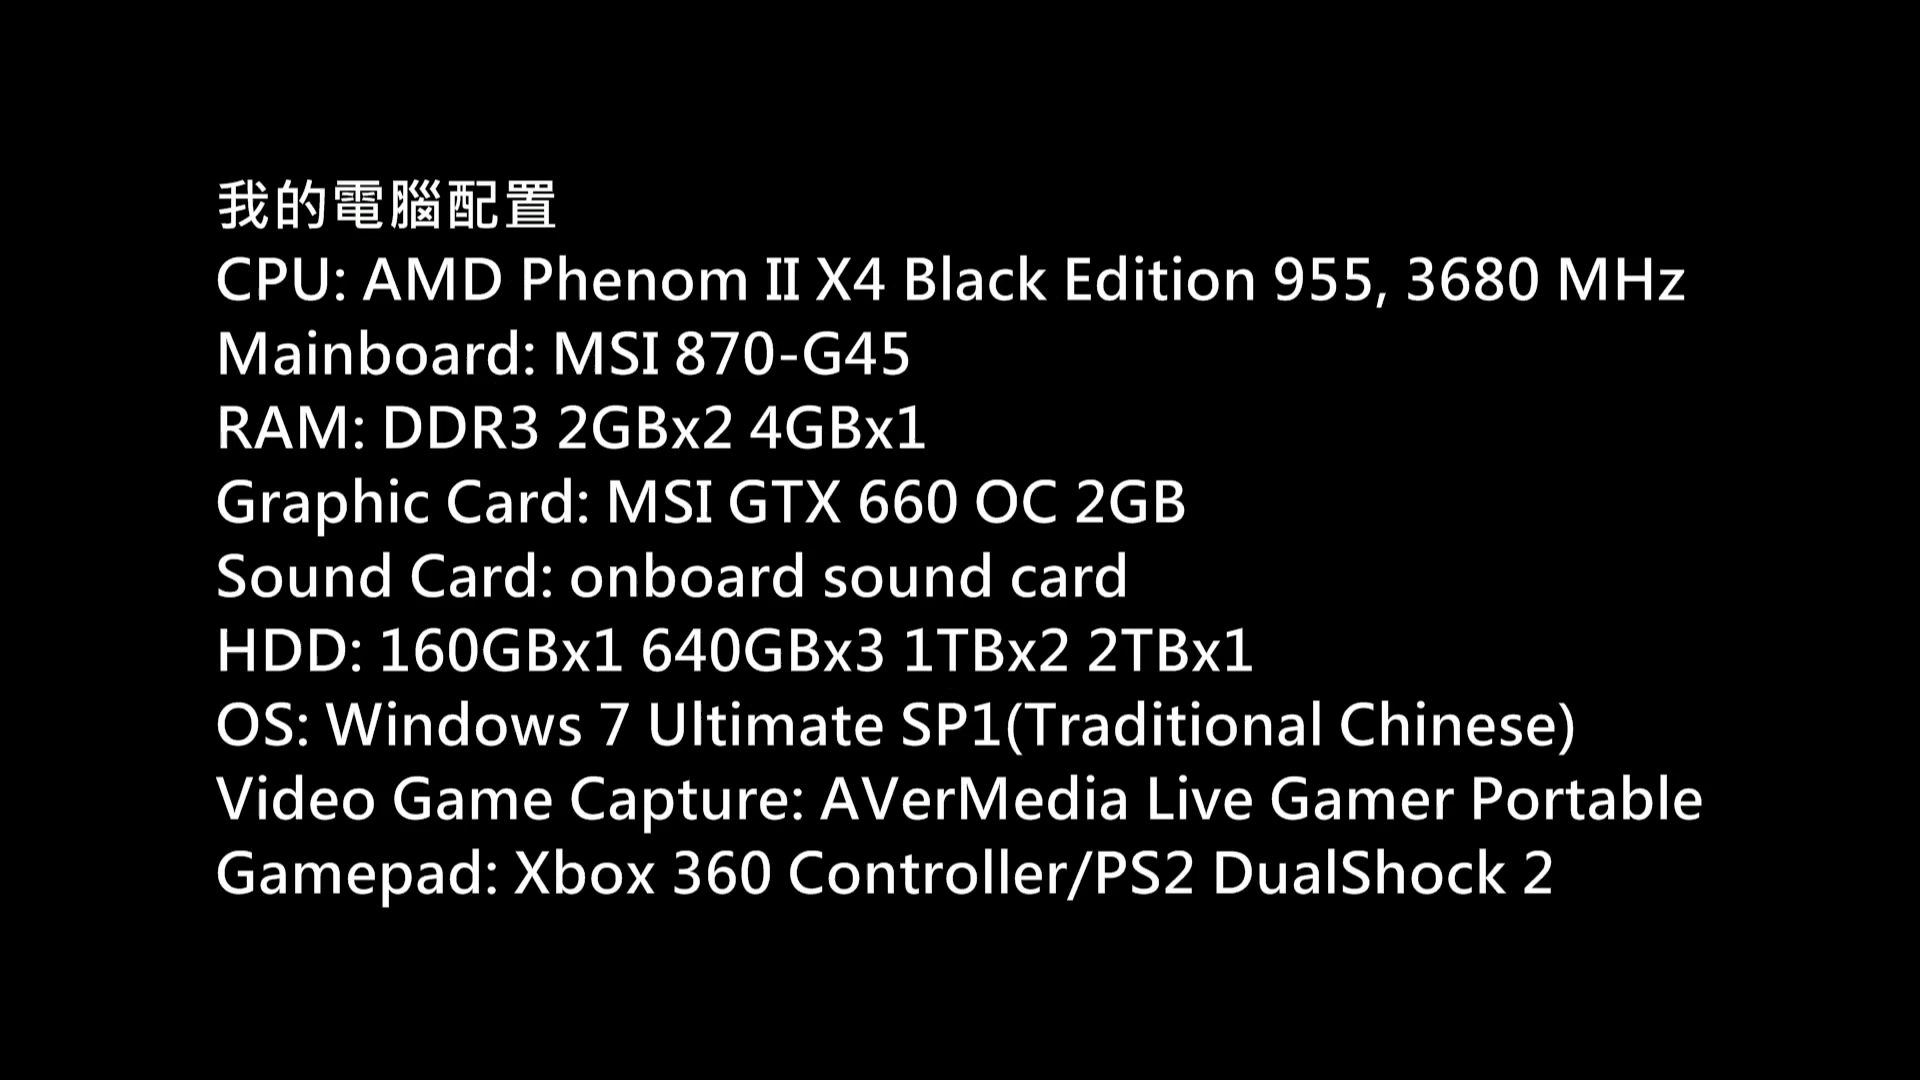 我的電腦配置
CPU: AMD Phenom II X4 Black Edition 955, 3680 MHz
Mainboard: MSI 870-G45
RAM: DDR3 2GBx2 4GBx1
Graphic Card: MSI GTX 660 OC 2GB
Sound Card: onboard sound card
HDD: 160GBx1 640GBx3 1TBx2 2TBx1
OS: Windows 7 Ultimate SP1(Traditional Chinese)
Video Game Capture: AVerMedia Live Gamer Portable
Gamepad: Xbox 360 Controller/PS2 DualShock 2